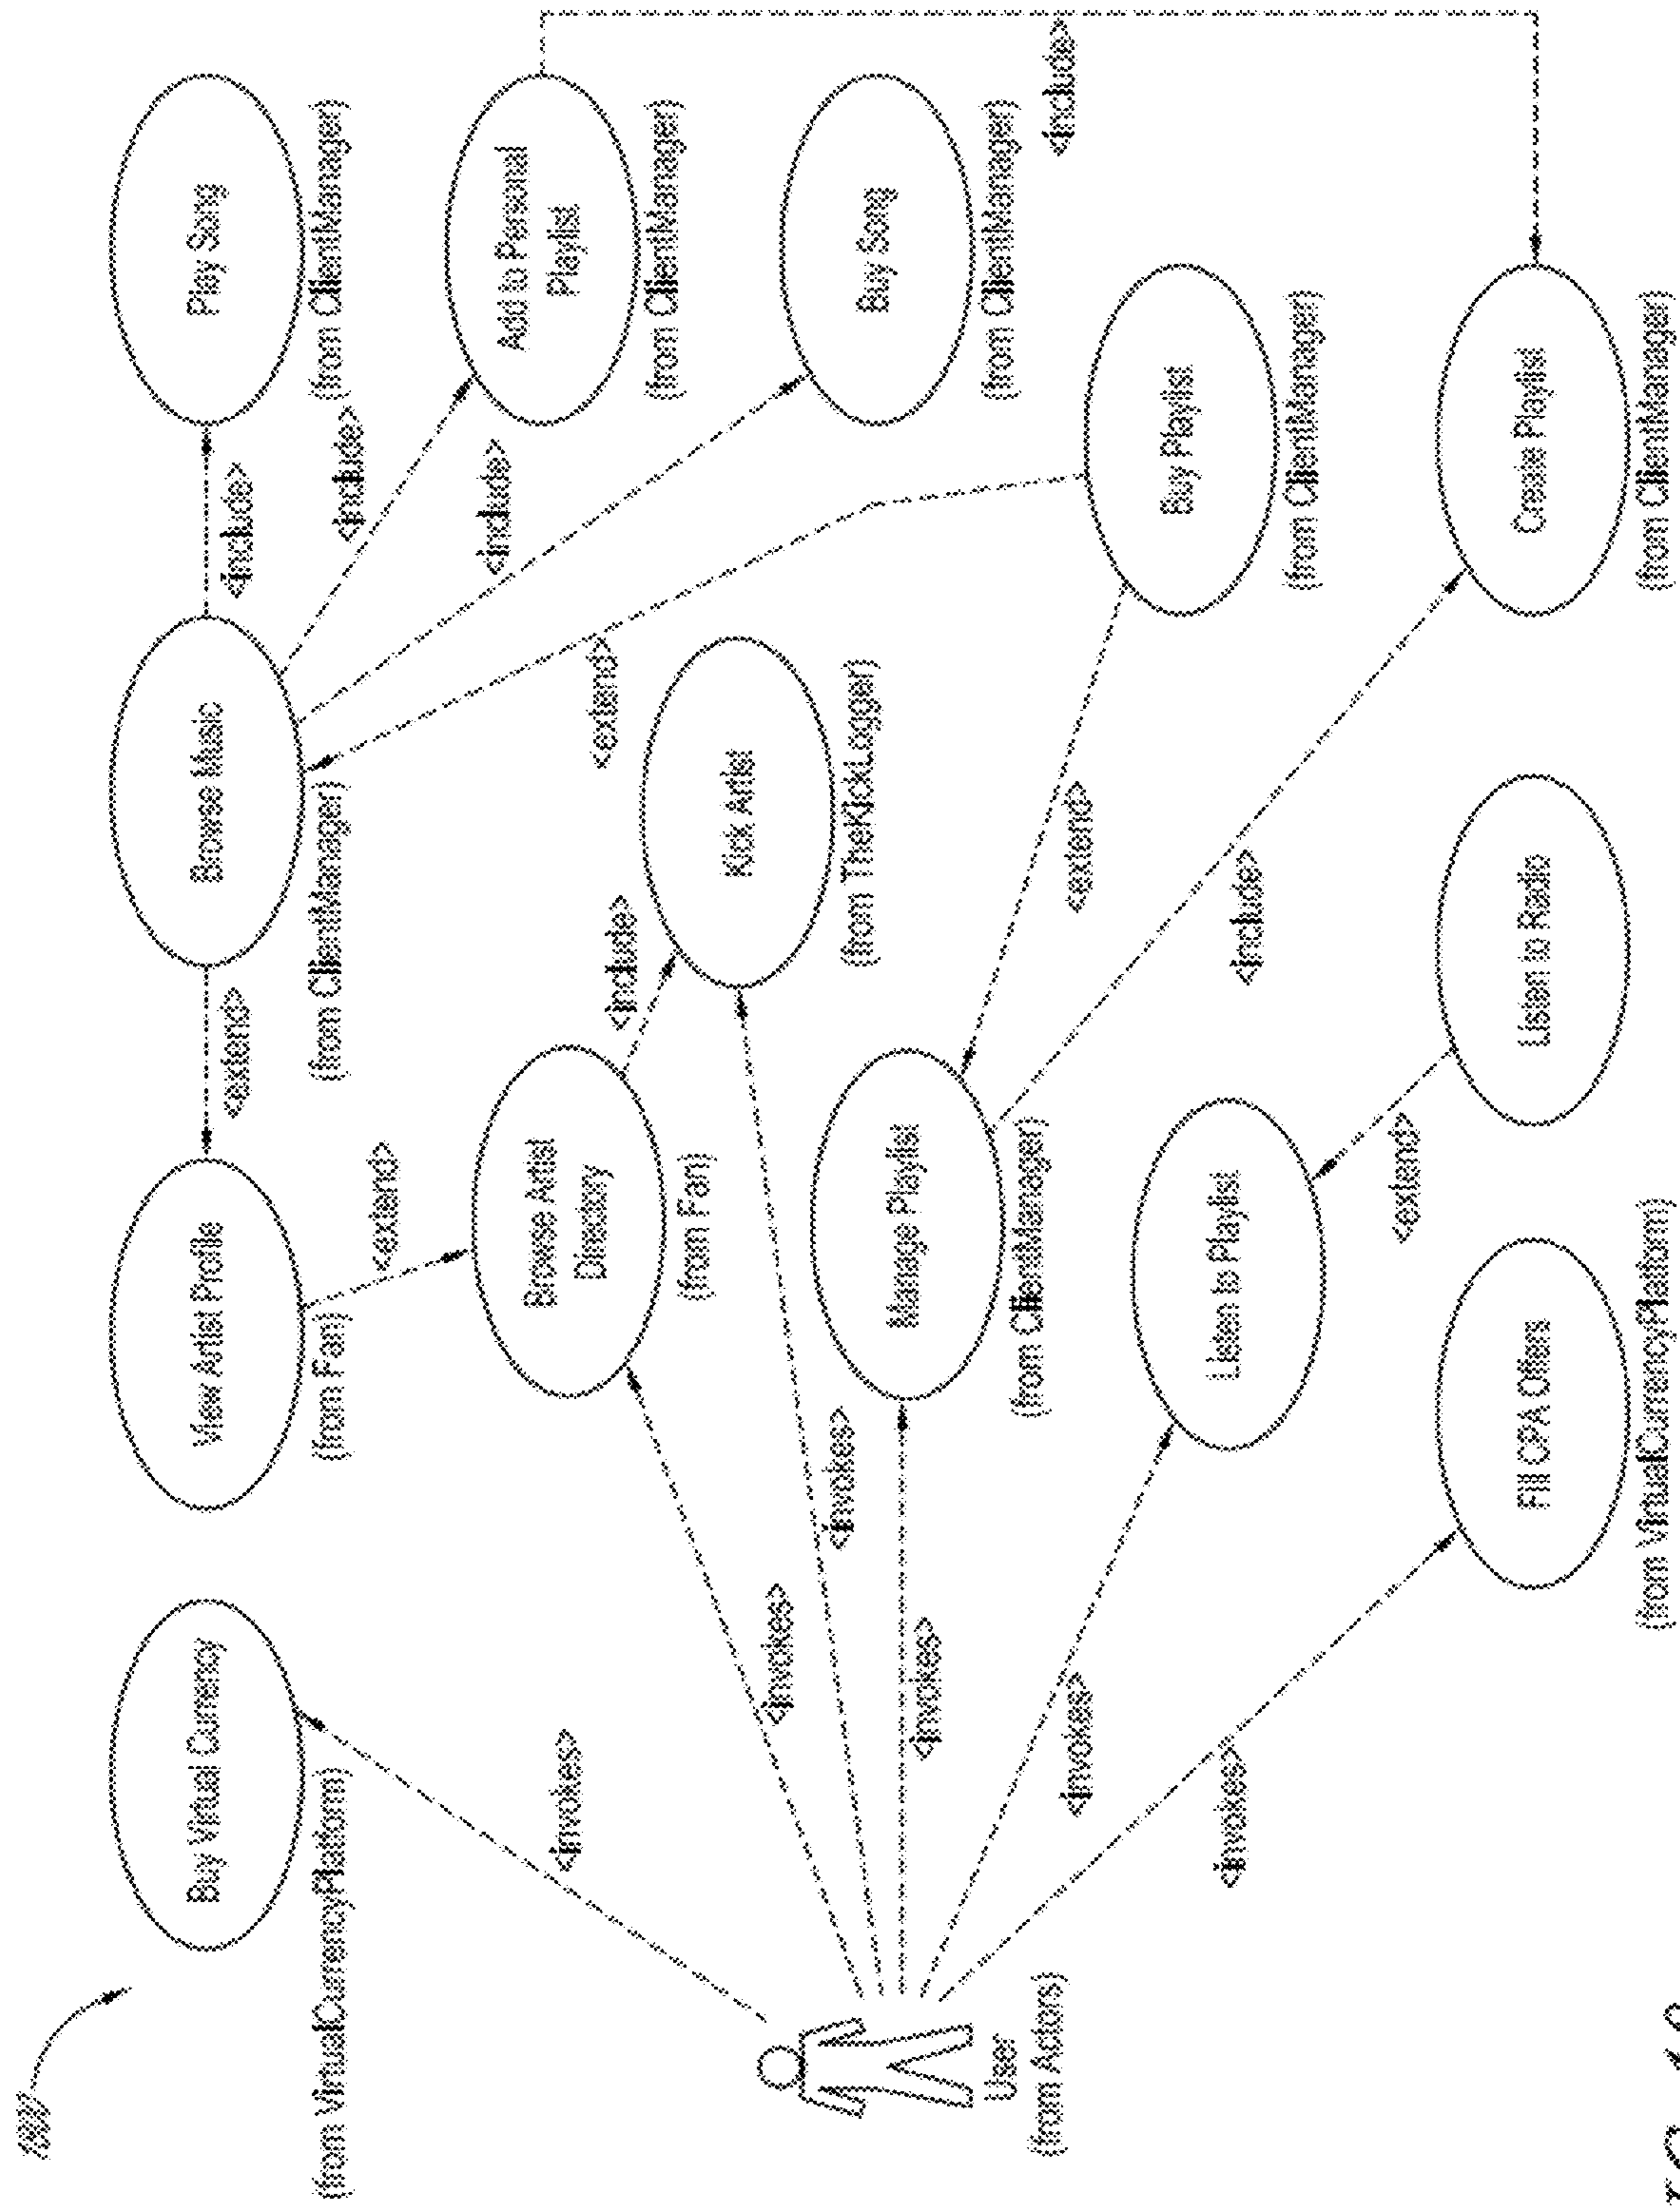 Buy Virtual Currency
(from VirtualCurrencyPlatform)
View Artist Profile
(from Fan)
<extend>
Browse Music
(from ClientManager)
<include>
Play Song
(from ClientManager)
<extend>
<include>
Add to Personal
Playlist
(from ClientManager)
<include>
Browse Artist
Directory
(from Fan)
<include>
Kick Artist
(from TheKickLogger)
<extend>
Buy Song
(from ClientManager)
<include>
<invokes>
<invokes>
<invokes>
<invokes>
<invokes>
<invokes>
User
(from Actors)
Manage Playlist
(from ClientManager)
<extend>
<include>
Buy Playlist
(from ClientManager)
Listen to Playlist
<extend>
Fill CPA Offers
(from VirtualCurrencyPlatform)
Listen to Radio
Create Playlist
(from ClientManager)